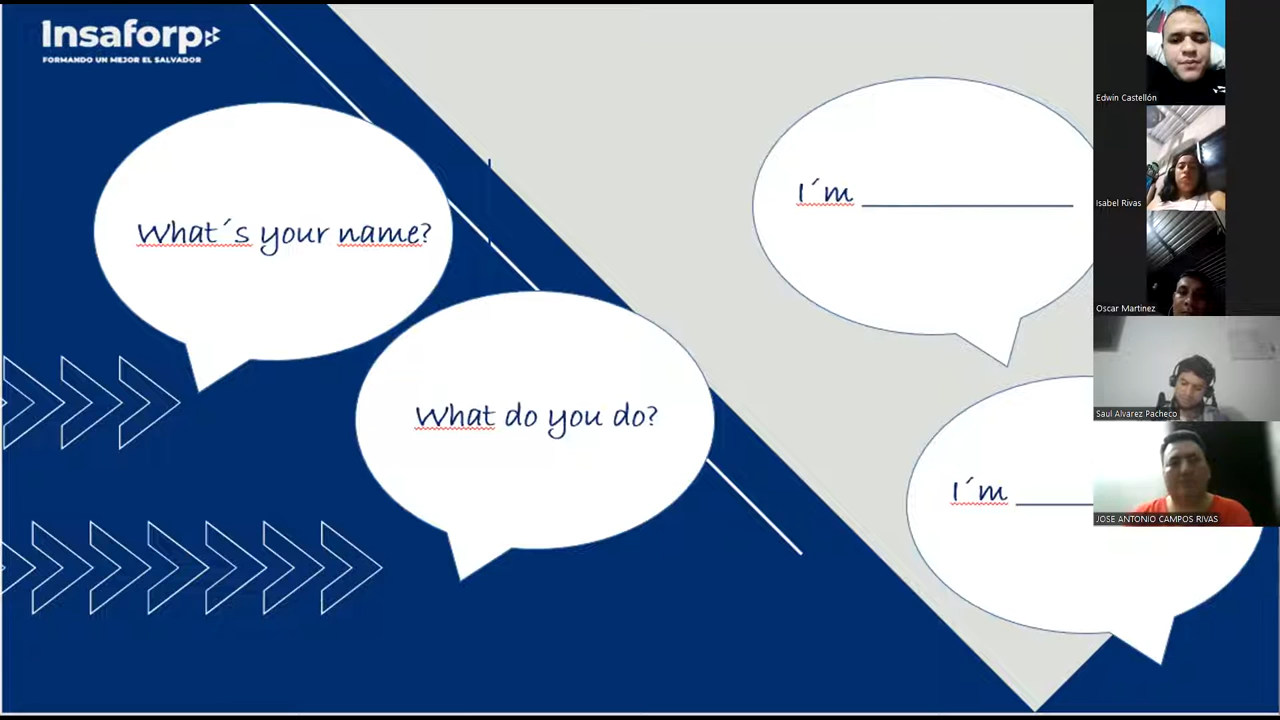 Insaforp
FORMANDO UN MEJOR EL SALVADOR
What´s your name?
I´m
What do you do?
I´m
Edwin Castellón
Isabel Rivas
Oscar Martinez
Saul Alvarez Pacheco
JOSE ANTONIO CAMPOS RIVAS